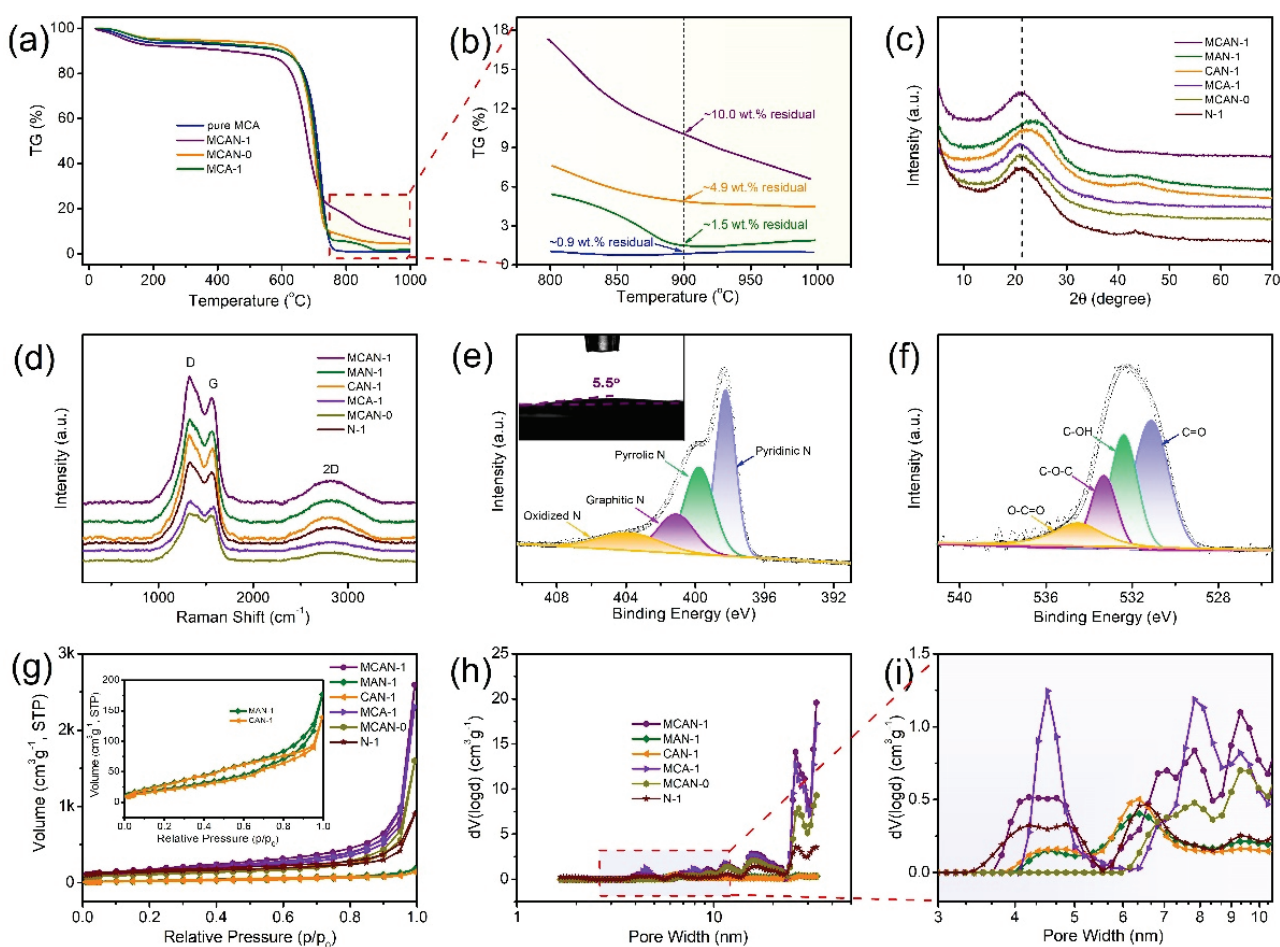 (a)
100
80
60
40
20
0
TG (%)
pure MCA
MCAN-1
MCAN-0
MCA-1
0 200 400 600 800 1000
Temperature (°C)
(b)
18
15
12
9
6
3
0
TG (%)
~10.0 wt.% residual
~4.9 wt.% residual
~1.5 wt.% residual
~0.9 wt.% residual
800 850 900 950 1000
Temperature (°C)
(c)
Intensity (a.u.)
MCAN-1
MAN-1
CAN-1
MCA-1
MCAN-0
N-1
10 20 30 40 50 60 70
2θ (degree)
(d)
Intensity (a.u.)
D
G
2D
MCAN-1
MAN-1
CAN-1
MCA-1
MCAN-0
N-1
1000 2000 3000
Raman Shift (cm⁻¹)
(e)
Intensity (a.u.)
5.5°
Pyrrolic N
Pyridinic N
Graphitic N
Oxidized N
408 404 400 396 392
Binding Energy (eV)
(f)
Intensity (a.u.)
C-OH
C=O
C-O-C
O-C=O
540 536 532 528
Binding Energy (eV)
(g)
3k
2k
1k
0
Volume (cm³g⁻¹, STP)
200
150
100
50
0
Volume (cm³g⁻¹, STP)
MAN-1
CAN-1
0.0 0.2 0.4 0.6 0.8 1.0
Relative Pressure (p/p₀)
MCAN-1
MAN-1
CAN-1
MCA-1
MCAN-0
N-1
0.0 0.2 0.4 0.6 0.8 1.0
Relative Pressure (p/p₀)
(h)
25
20
15
10
5
0
dV(logd) (cm³g⁻¹)
MCAN-1
MAN-1
CAN-1
MCA-1
MCAN-0
N-1
1 10
Pore Width (nm)
(i)
1.5
1.0
0.5
0.0
dV(logd) (cm³g⁻¹)
3 4 5 6 7 8 9 10
Pore Width (nm)